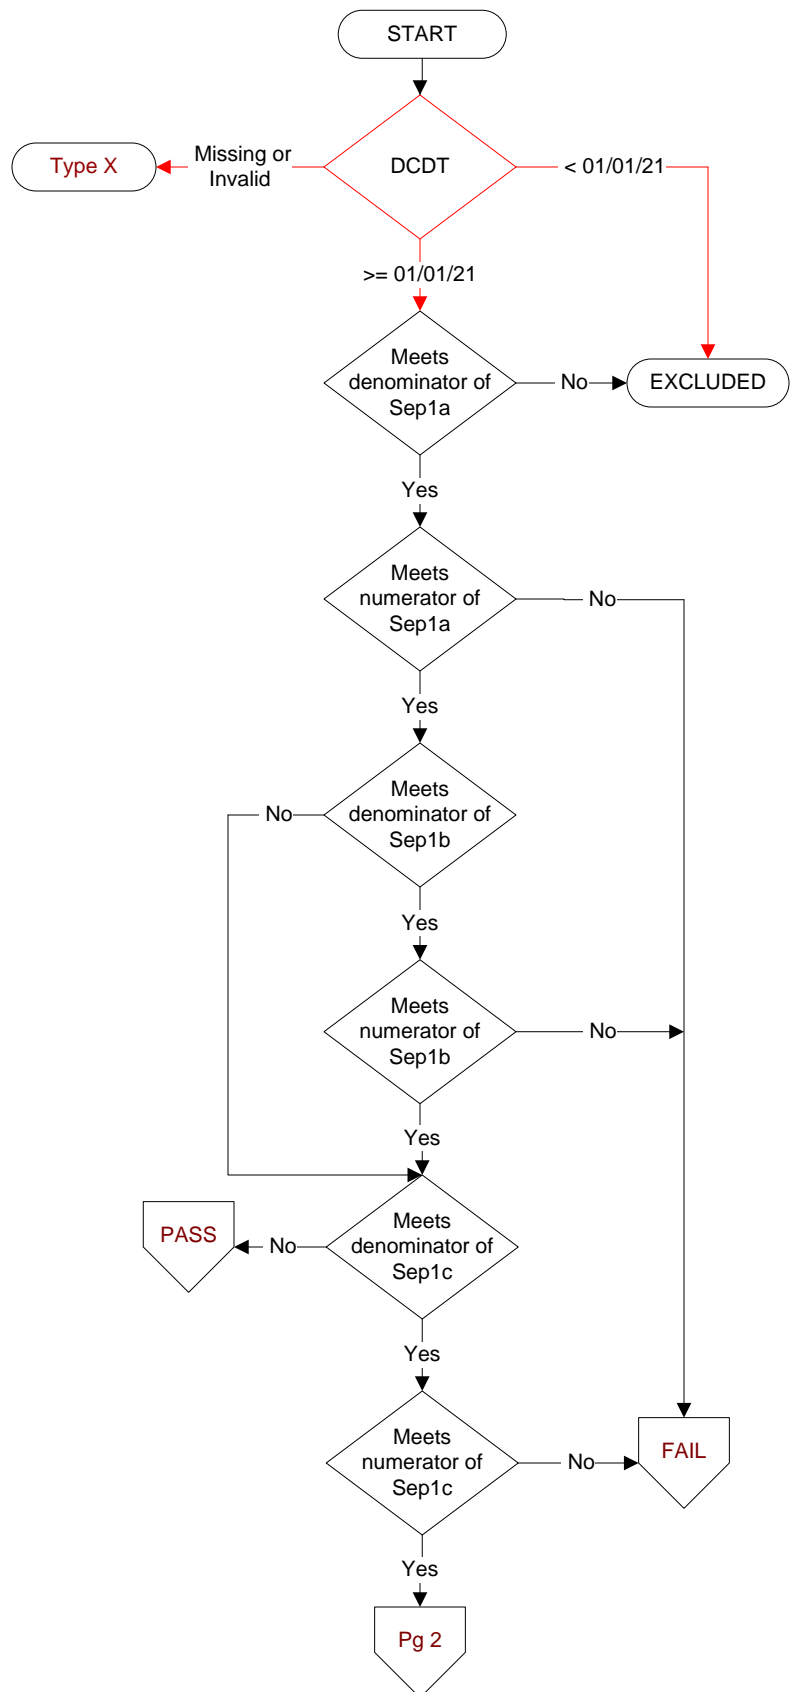 START
DCDT
Missing or
Invalid
Type X
< 01/01/21
>= 01/01/21
Meets
denominator of
Sep1a
No
EXCLUDED
Yes
Meets
numerator of
Sep1a
No
Yes
Meets
denominator of
Sep1b
No
Yes
Meets
numerator of
Sep1b
No
Yes
Meets
denominator of
Sep1c
No
PASS
Yes
Meets
numerator of
Sep1c
No
FAIL
Yes
Pg 2